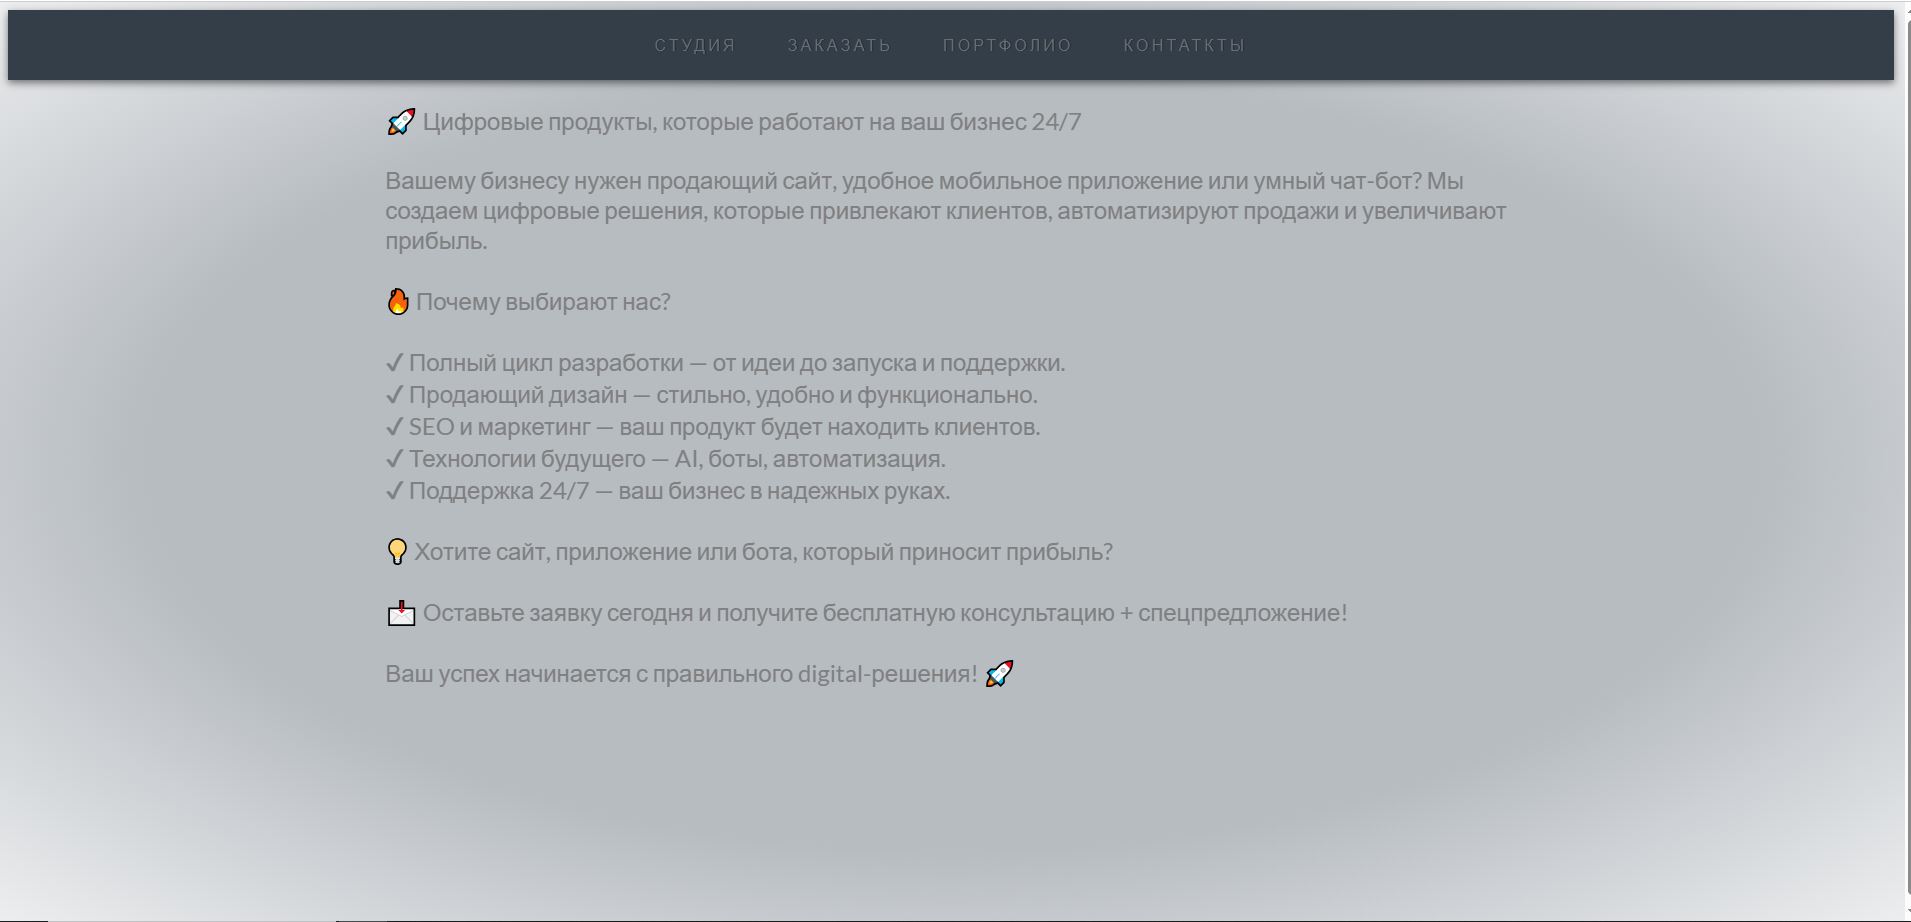 СТУДИЯ ЗАКАЗАТЬ ПОРТФОЛИО КОНТАТКТЫ
🚀 Цифровые продукты, которые работают на ваш бизнес 24/7
Вашему бизнесу нужен продающий сайт, удобное мобильное приложение или умный чат-бот? Мы
создаем цифровые решения, которые привлекают клиентов, автоматизируют продажи и увеличивают
прибыль.
🔥 Почему выбирают нас?
✔ Полный цикл разработки — от идеи до запуска и поддержки.
✔ Продающий дизайн — стильно, удобно и функционально.
✔ SEO и маркетинг — ваш продукт будет находить клиентов.
✔ Технологии будущего — AI, боты, автоматизация.
✔ Поддержка 24/7 — ваш бизнес в надежных руках.
💡 Хотите сайт, приложение или бота, который приносит прибыль?
📩 Оставьте заявку сегодня и получите бесплатную консультацию + спецпредложение!
Ваш успех начинается с правильного digital-решения! 🚀